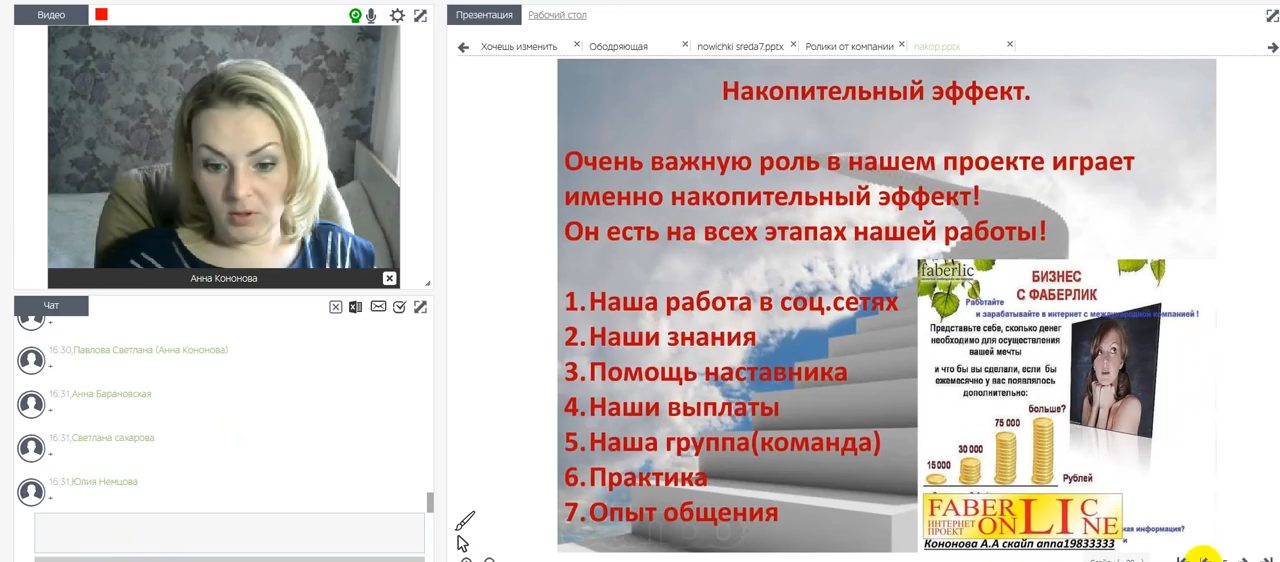 Видео
Анна Кононова
Чат
+
16:30,Павлова Светлана (Анна Кононова)
+
16:31,Анна Барановская
+
16:31,Светлана сахарова
+
16:31,Юлия Немцова
+
Презентация Рабочий стол
Хочешь изменить
Ободряющая
nowichki sreda7.pptx
Ролики от компании
nakop.pptx
Накопительный эффект.
Очень важную роль в нашем проекте играет
именно накопительный эффект!
Он есть на всех этапах нашей работы!
1. Наша работа в соц.сетях
2. Наши знания
3. Помощь наставника
4. Наши выплаты
5. Наша группа(команда)
6. Практика
7. Опыт общения
faberlic
БИЗНЕС
С ФАБЕРЛИК
Работайте
и зарабатывайте в интернет с международной компанией !
Представьте себе, сколько денег
необходимо для осуществления
вашей мечты
и что бы вы сделали, если бы
ежемесячно у вас появлялось
дополнительно:
15 000
30 000
75 000
больше?
Рублей
FABERLIC
ИНТЕРНЕТ
ПРОЕКТ
ONLINE
ная информация?
Кононова А.А скайп anna19833333